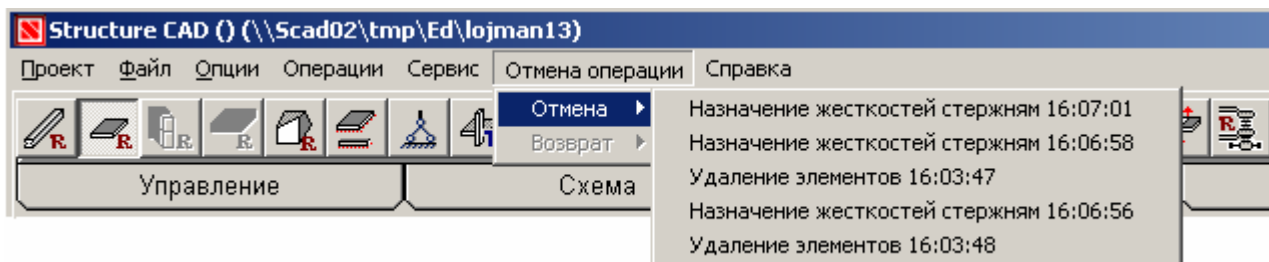 Structure CAD () (\\Scad02\tmp\Ed\lojman13)
Проект Файл Опции Операции Сервис Отмена операции Справка
Отмена
Возврат
Назначение жесткостей стержням 16:07:01
Назначение жесткостей стержням 16:06:58
Удаление элементов 16:03:47
Назначение жесткостей стержням 16:06:56
Удаление элементов 16:03:48
R R R R R R
Управление Схема